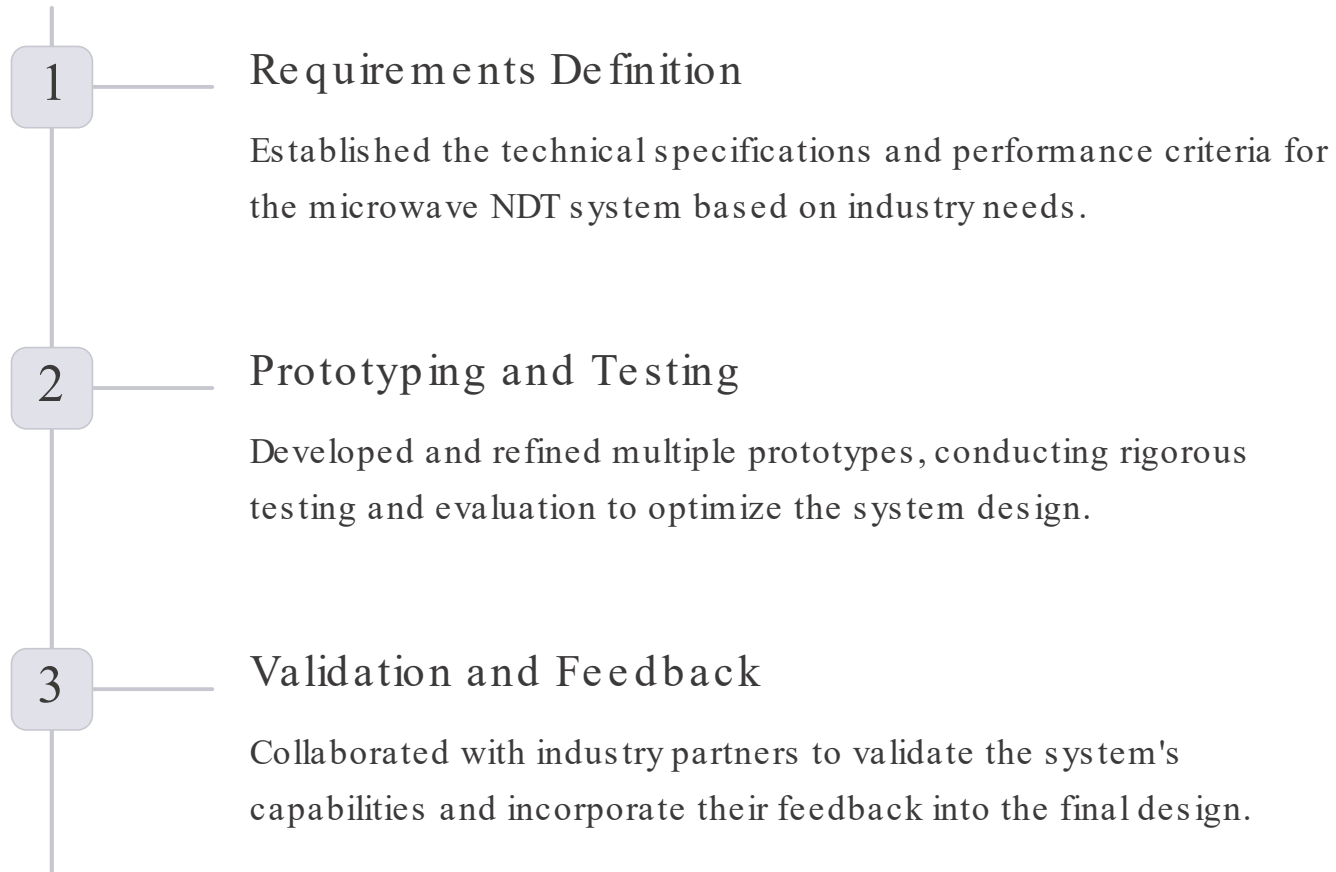 1
Requirements Definition
Established the technical specifications and performance criteria for
the microwave NDT system based on industry needs.
2
Prototyping and Testing
Developed and refined multiple prototypes, conducting rigorous
testing and evaluation to optimize the system design.
3
Validation and Feedback
Collaborated with industry partners to validate the system's
capabilities and incorporate their feedback into the final design.